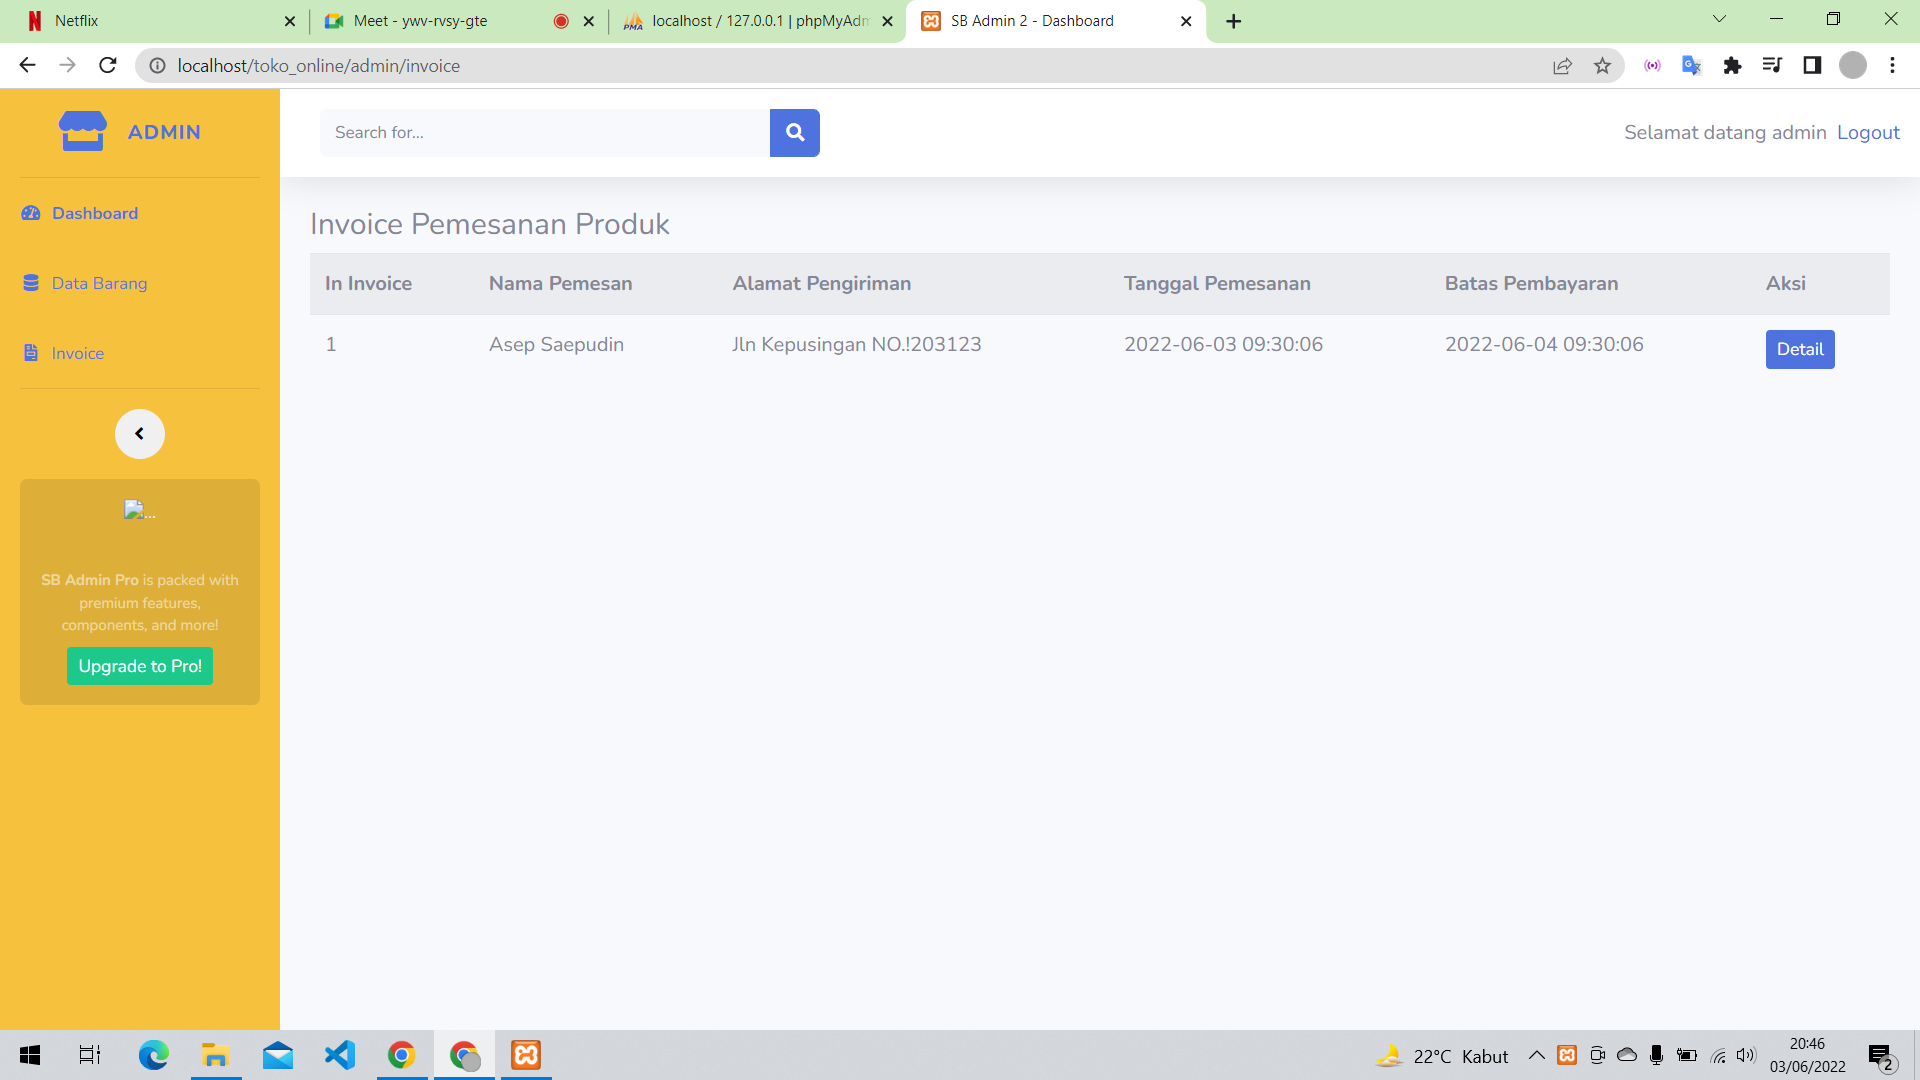 Netflix
Meet - ywv-rvsy-gte
localhost / 127.0.0.1 | phpMyAdm
SB Admin 2 - Dashboard
localhost/toko_online/admin/invoice
ADMIN
Search for...
Selamat datang admin Logout
Dashboard
Data Barang
Invoice
Invoice Pemesanan Produk
In Invoice Nama Pemesan Alamat Pengiriman Tanggal Pemesanan Batas Pembayaran Aksi
1 Asep Saepudin Jln Kepusingan NO.!203123 2022-06-03 09:30:06 2022-06-04 09:30:06 Detail
...
SB Admin Pro is packed with
premium features,
components, and more!
Upgrade to Pro!
22°C Kabut
20:46
03/06/2022
2